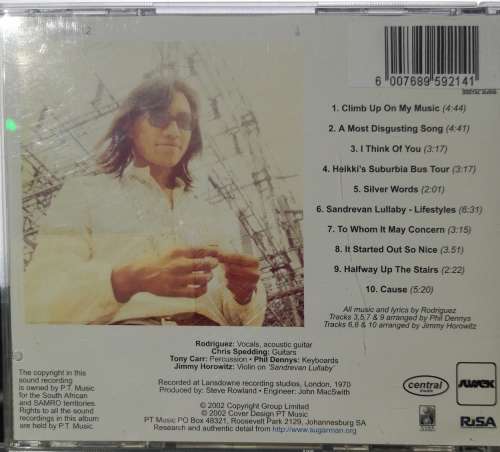 12
6 007689 592141
1. Climb Up On My Music (4:44)
2. A Most Disgusting Song (4:41)
3. I Think Of You (3:17)
4. Heikki's Suburbia Bus Tour (3:17)
5. Silver Words (2:01)
6. Sandrevan Lullaby - Lifestyles (6:31)
7. To Whom It May Concern (3:15)
8. It Started Out So Nice (3.51)
9. Halfway Up The Stairs (2:22)
10. Cause (5:20)
All music and lyrics by Rodriguez
Tracks 3,5,7 & 9 arranged by Phil Dennys
Tracks 6,8 & 10 arranged by Jimmy Horowitz
Rodriguez: Vocals, acoustic guitar
Chris Spedding: Guitars
Tony Carr: Percussion • Phil Dennys: Keyboards
Jimmy Horowitz: Violin on 'Sandrevan Lullaby'
Recorded at Lansdowne recording studios, London, 1970
Produced by: Steve Rowland • Engineer: John MacSwith
© 2002 Copyright Group Limited
© 2002 Cover Design PT Music
PT Music PO Box 48321, Roosevelt Park 2129, Johannesburg SA
Research and authentic detail from http://www.sugarman.org
The copyright in this
sound recording
is owned by P.T. Music
for the South African
and SAMRO territories.
Rights to all the sound
recordings in this album
are held by P.T. Music
central
music
RiSA